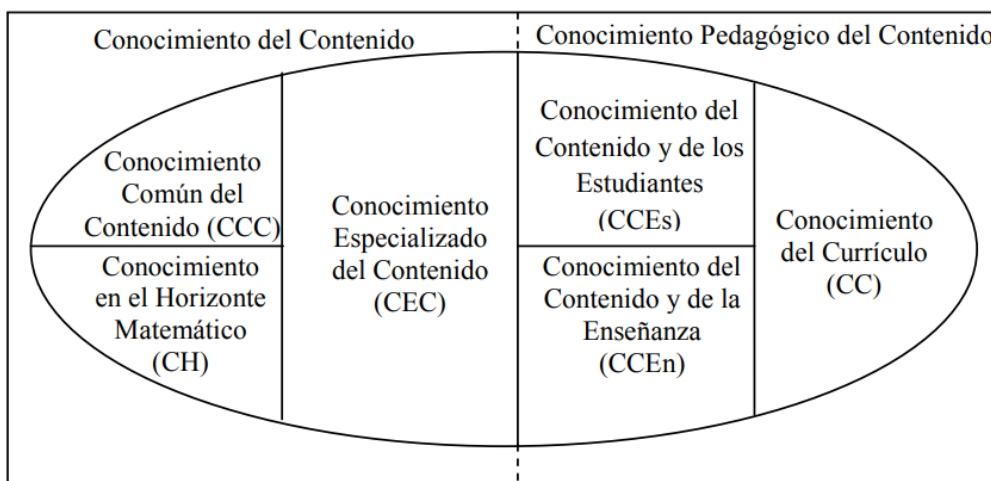 Conocimiento del Contenido
Conocimiento Pedagógico del Contenido
Conocimiento
Común del
Contenido (CCC)
Conocimiento
en el Horizonte
Matemático
(CH)
Conocimiento
Especializado
del Contenido
(CEC)
Conocimiento del
Contenido y de los
Estudiantes
(CCEs)
Conocimiento del
Contenido y de la
Enseñanza
(CCEn)
Conocimiento
del Currículo
(CC)